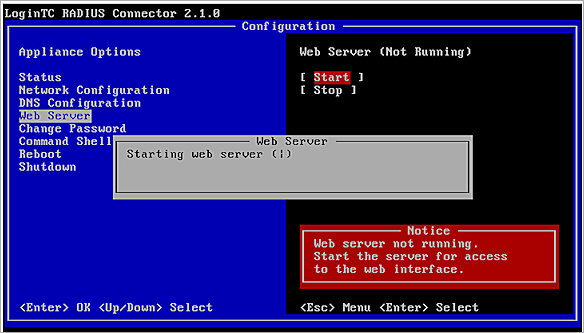 LoginTC RADIUS Connector 2.1.0
Configuration
Appliance Options
Status
Network Configuration
DNS Configuration
Web Server
Change Password
Command Shell
Reboot
Shutdown
Web Server (Not Running)
[ Start ]
[ Stop ]
Web Server
Starting web server (|)
Notice
Web server not running.
Start the server for access
to the web interface.
<Enter> OK <Up/Down> Select
<Esc> Menu <Enter> Select